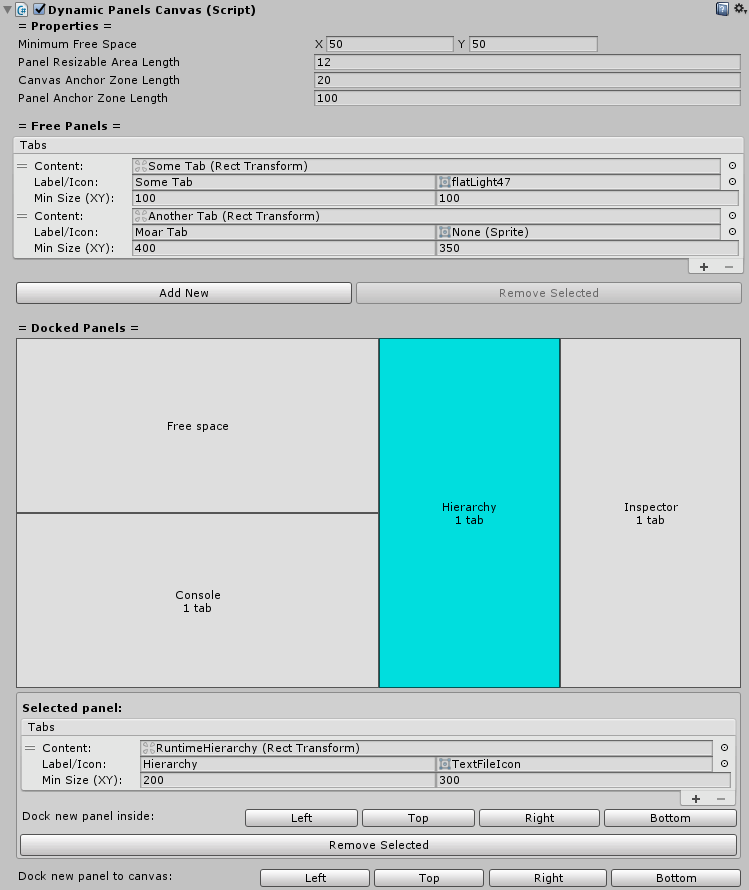 Dynamic Panels Canvas (Script)
= Properties =
Minimum Free Space X 50 Y 50
Panel Resizable Area Length 12
Canvas Anchor Zone Length 20
Panel Anchor Zone Length 100
= Free Panels =
Tabs
= Content: Some Tab (Rect Transform)
Label/Icon: Some Tab flatLight47
Min Size (XY): 100 100
= Content: Another Tab (Rect Transform)
Label/Icon: Moar Tab None (Sprite)
Min Size (XY): 400 350
+ −
Add New Remove Selected
= Docked Panels =
Free space
Hierarchy
1 tab
Inspector
1 tab
Console
1 tab
Selected panel:
Tabs
= Content: RuntimeHierarchy (Rect Transform)
Label/Icon: Hierarchy TextFileIcon
Min Size (XY): 200 300
+ −
Dock new panel inside: Left Top Right Bottom
Remove Selected
Dock new panel to canvas: Left Top Right Bottom